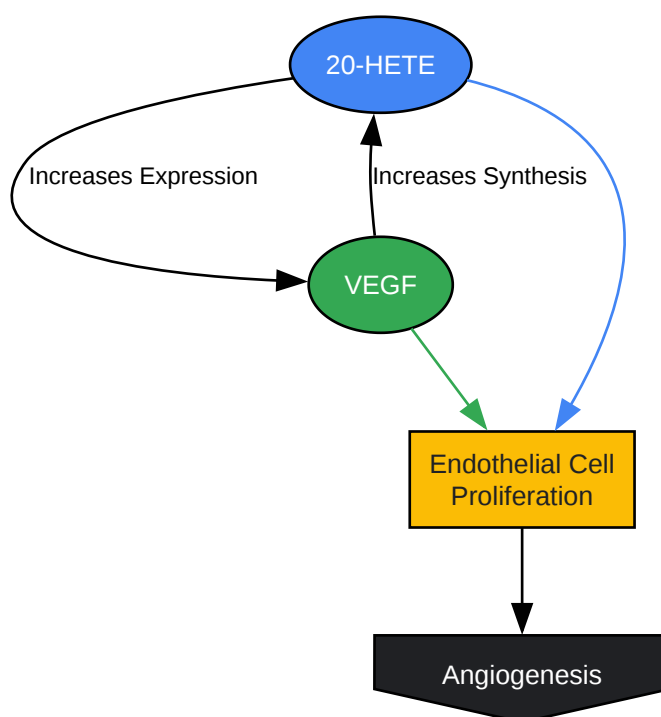 20-HETE
Increases Expression
Increases Synthesis
VEGF
Endothelial Cell
Proliferation
Angiogenesis